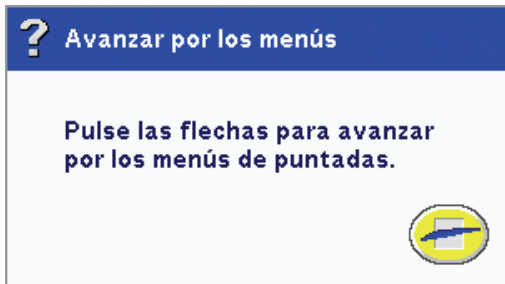 ? Avanzar por los menús
Pulse las flechas para avanzar
por los menús de puntadas.